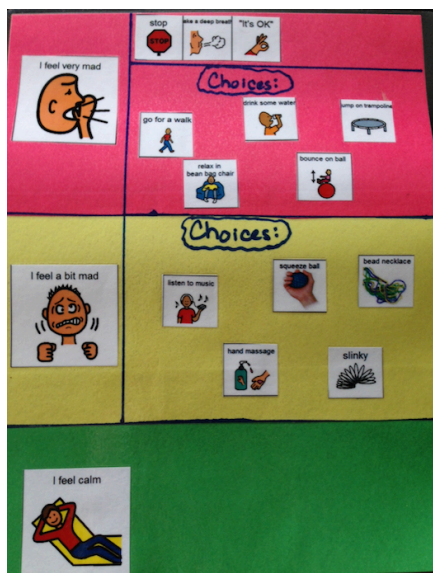 stop
STOP
ake a deep breath
"It's OK"
I feel very mad
Choices:
go for a walk
drink some water
jump on trampoline
relax in
bean bag chair
bounce on ball
Choices:
I feel a bit mad
listen to music
squeeze ball
bead necklace
hand massage
slinky
I feel calm